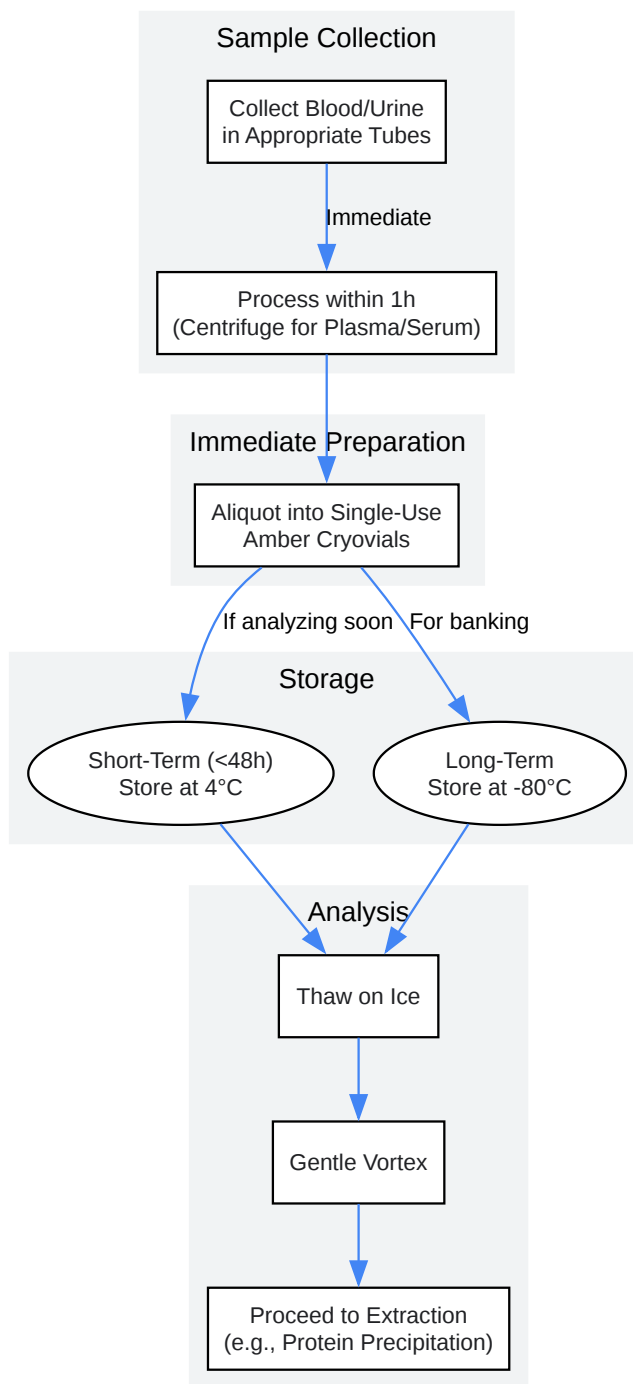 Sample Collection
Collect Blood/Urine
in Appropriate Tubes
Immediate
Process within 1h
(Centrifuge for Plasma/Serum)
Immediate Preparation
Aliquot into Single-Use
Amber Cryovials
If analyzing soon
For banking
Storage
Short-Term (<48h)
Store at 4°C
Long-Term
Store at -80°C
Analysis
Thaw on Ice
Gentle Vortex
Proceed to Extraction
(e.g., Protein Precipitation)